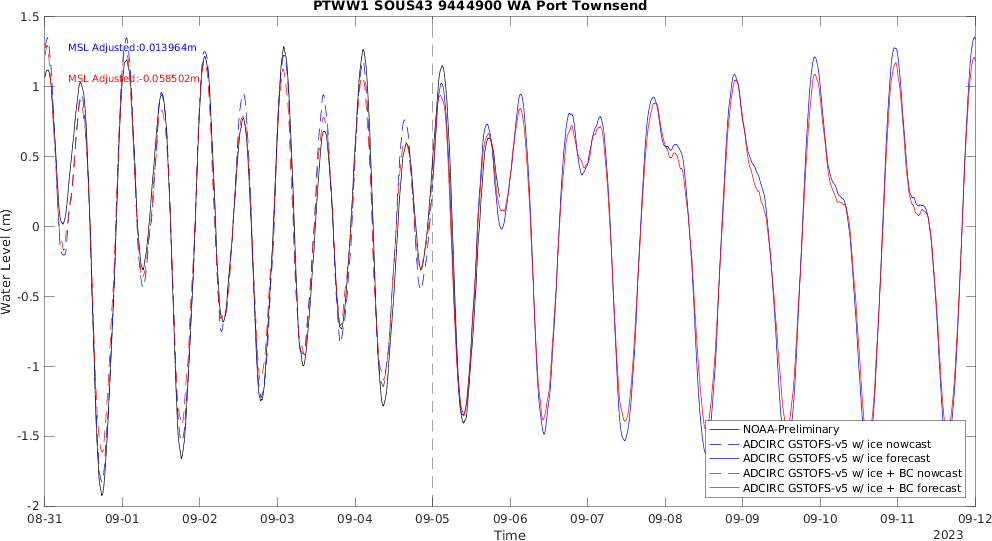 PTWW1 SOUS43 9444900 WA Port Townsend
MSL Adjusted:0.013964m
MSL Adjusted:-0.058502m
Water Level (m)
1.5
1
0.5
0
-0.5
-1
-1.5
-2
NOAA-Preliminary
ADCIRC GSTOFS-v5 w/ ice nowcast
ADCIRC GSTOFS-v5 w/ ice forecast
ADCIRC GSTOFS-v5 w/ ice + BC nowcast
ADCIRC GSTOFS-v5 w/ ice + BC forecast
08-31 09-01 09-02 09-03 09-04 09-05 09-06 09-07 09-08 09-09 09-10 09-11 09-12
Time
2023